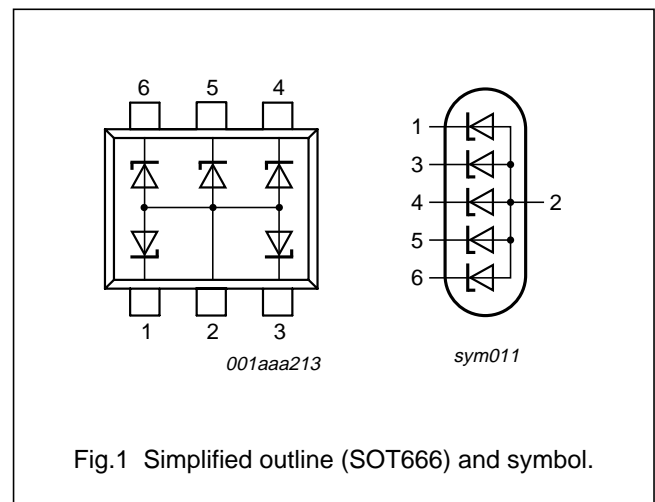 6 5 4
1 2 3
001aaa213
1
3
4 2
5
6
sym011
Fig.1 Simplified outline (SOT666) and symbol.